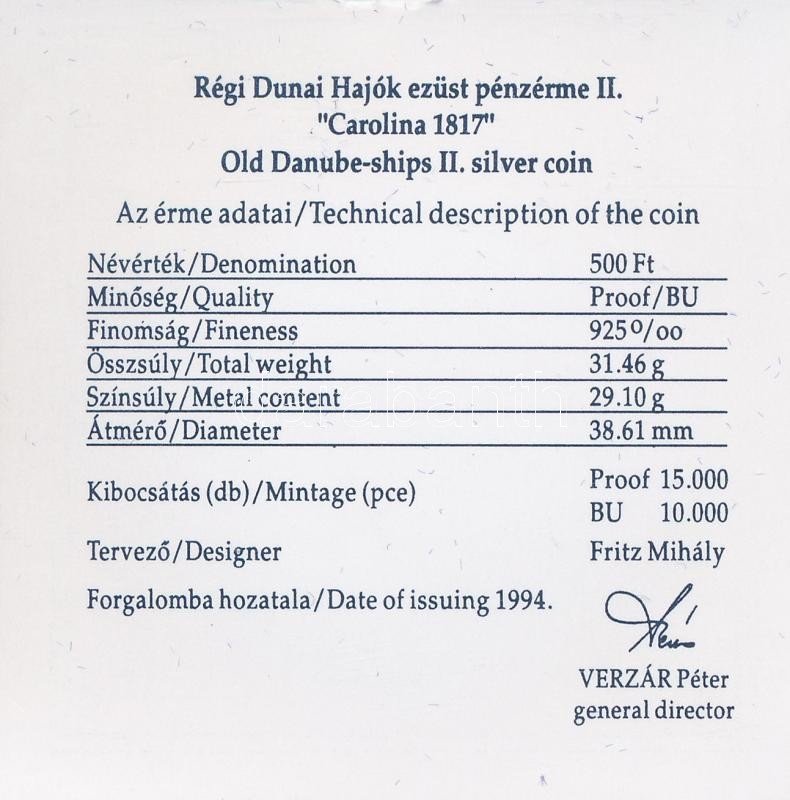 Régi Dunai Hajók ezüst pénzérme II.
"Carolina 1817"
Old Danube-ships II. silver coin
Az érme adatai/Technical description of the coin
Névérték/Denomination 500 Ft
Minőség/Quality Proof/BU
Finomság/Fineness 925 º/oo
Összsúly/Total weight 31.46 g
Színsúly/Metal content 29.10 g
Átmérő/Diameter 38.61 mm
Kibocsátás (db)/Mintage (pce) Proof 15.000
BU 10.000
Tervező/Designer Fritz Mihály
Forgalomba hozatala/Date of issuing 1994.
VERZÁR Péter
general director